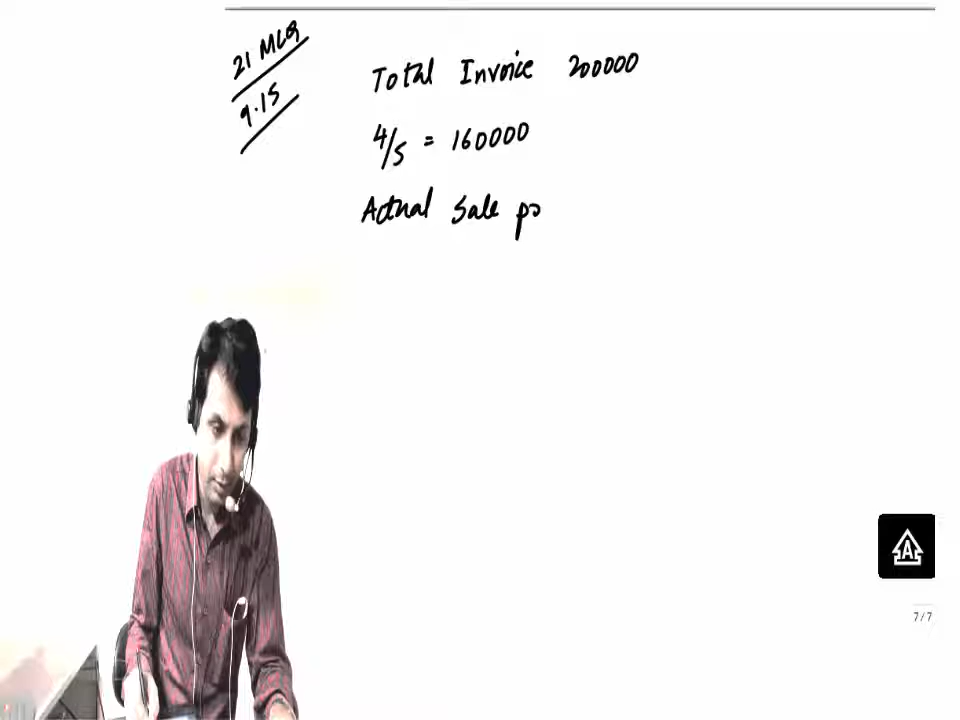 21 MCQ
9.15
Total Invoice 200000
4/5 = 160000
Actual Sale
A
7/7